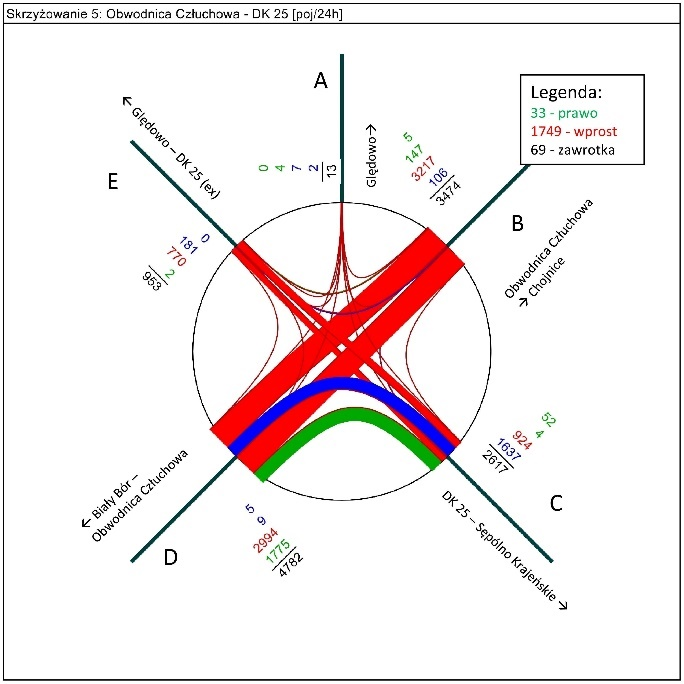 Skrzyżowanie 5: Obwodnica Człuchowa - DK 25 [poj/24h]
A
Legenda:
33 - prawo
1749 - wprost
69 - zawrotka
← Ględowo – DK 25 (ex)
Ględowo →
0
4
7
2
13
5
147
3217
106
3474
E
B
Obwodnica Człuchowa
→ Chojnice
0
181
770
2
953
52
4
924
1637
2617
← Biały Bór –
Obwodnica Człuchowa
DK 25 – Sępólno Krajeńskie →
C
D
5
9
2994
1775
4782